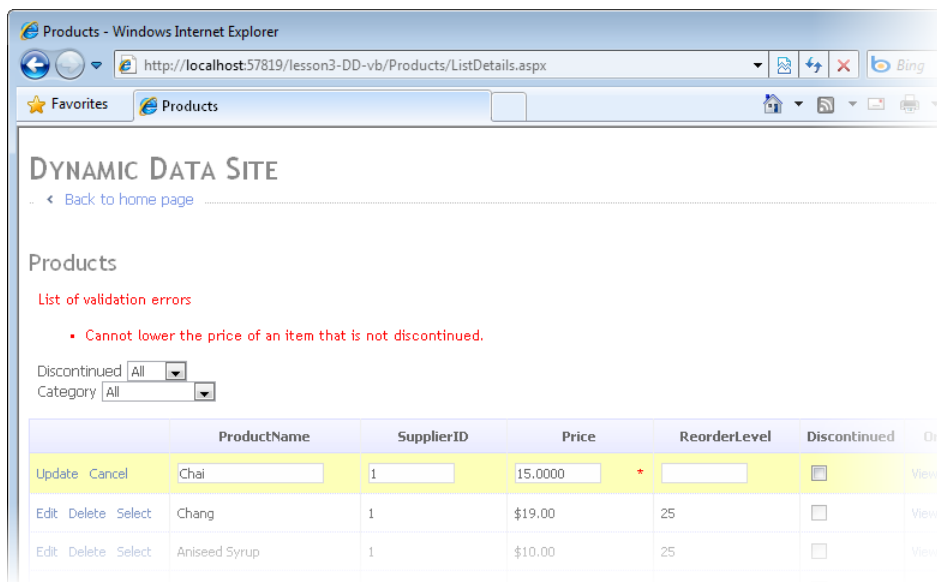 Products - Windows Internet Explorer
http://localhost:57819/lesson3-DD-vb/Products/ListDetails.aspx
Bing
Favorites
Products
DYNAMIC DATA SITE
Back to home page
Products
List of validation errors
Cannot lower the price of an item that is not discontinued.
Discontinued All
Category All
ProductName SupplierID Price ReorderLevel Discontinued
Update Cancel Chai 1 15.0000 *
Edit Delete Select Chang 1 $19.00 25 View
Edit Delete Select Aniseed Syrup 1 $10.00 25